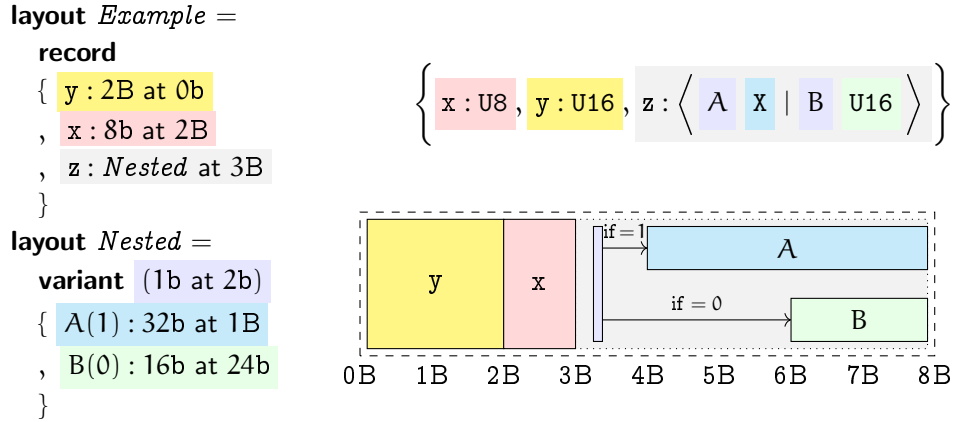 layout Example =
record
{ y : 2B at 0b
, x : 8b at 2B
, z : Nested at 3B
}
layout Nested =
variant (1b at 2b)
{ A(1) : 32b at 1B
, B(0) : 16b at 24b
}
{ x : U8 , y : U16 , z : ⟨ A X | B U16 ⟩ }
y x if = 1 A
if = 0 B
0B 1B 2B 3B 4B 5B 6B 7B 8B